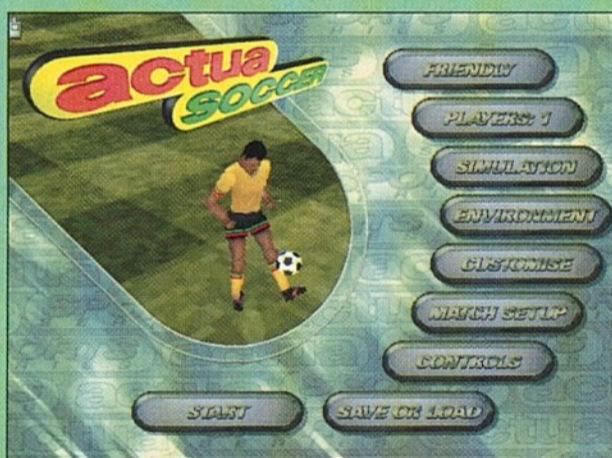 actua
SOCCER
FRIENDLY
PLAYERS: 1
SIMULATION
ENVIRONMENT
CUSTOMISE
MATCH SETUP
CONTROLS
START
SAVE OR LOAD